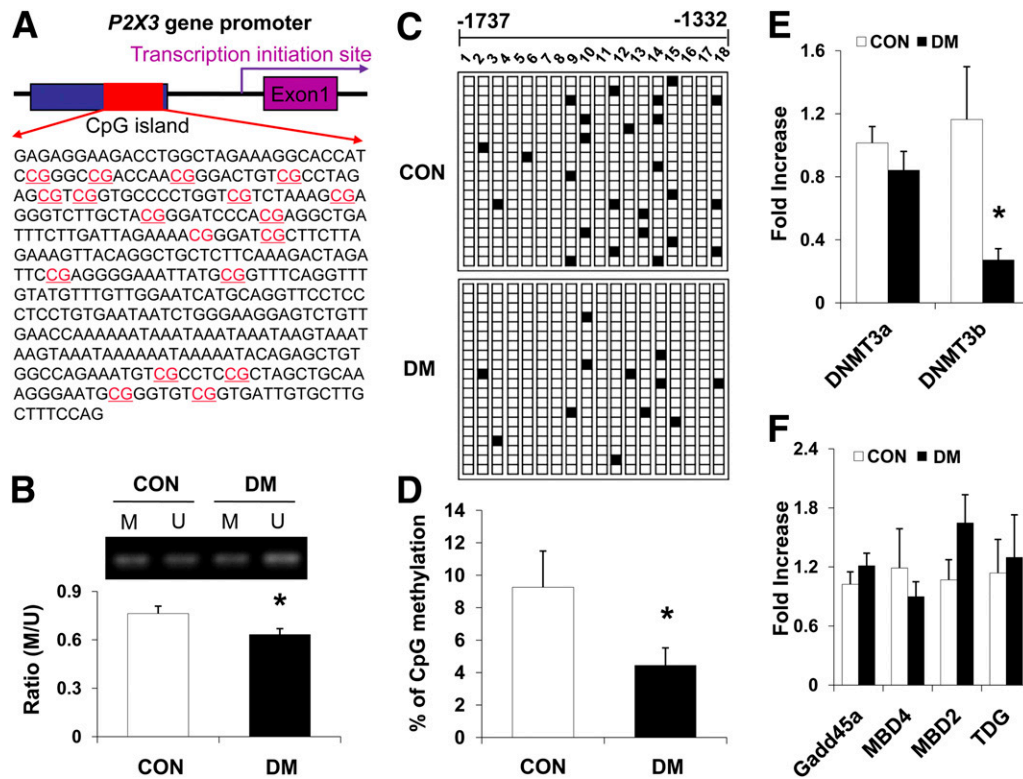 A
P2X3 gene promoter
Transcription initiation site
Exon1
CpG island
GAGAGGAAGACCTGGCTAGAAAGGCACCAT
CCGGGCCGACCAACGGGACTGTCGCCTAG
AGCGTCGGTGCCCCTGGTCGTCTAAAGCGA
GGGTCTTGCTACGGGATCCCACGAGGCTGA
TTTCTTGATTAGAAAACGGGATCGCTTCTTA
GAAAGTTACAGGCTGCTCTTCAAAGACTAGA
TTCCGAGGGGAAATTATGCGGTTTCAGGTTT
GTATGTTTGTTGGAATCATGCAGGTTCCTCC
CTCCTGTGAATAATCTGGGAAGGAGTCTGTT
GAACCAAAAAATAAATAAATAAATAAGTAAAT
AAGTAAATAAAAAATAAAAATACAGAGCTGT
GGCCAGAAATGTCGCCTCCGCTAGCTGCAA
AGGGAATGCGGGTGTCGGTGATTGTGCTTG
CTTTCCAG
B
CON DM
M U M U
Ratio (M/U)
0.9
0.6
0.3
0
*
CON DM
C
-1737 -1332
1 2 3 4 5 6 7 8 9 10 11 12 13 14 15 16 17 18
CON
DM
D
% of CpG methylation
14
12
10
8
6
4
2
0
*
CON DM
E
CON DM
Fold Increase
1.6
1.2
0.8
0.4
0
*
DNMT3a DNMT3b
F
CON DM
Fold Increase
2.4
1.8
1.2
0.6
0
Gadd45a MBD4 MBD2 TDG